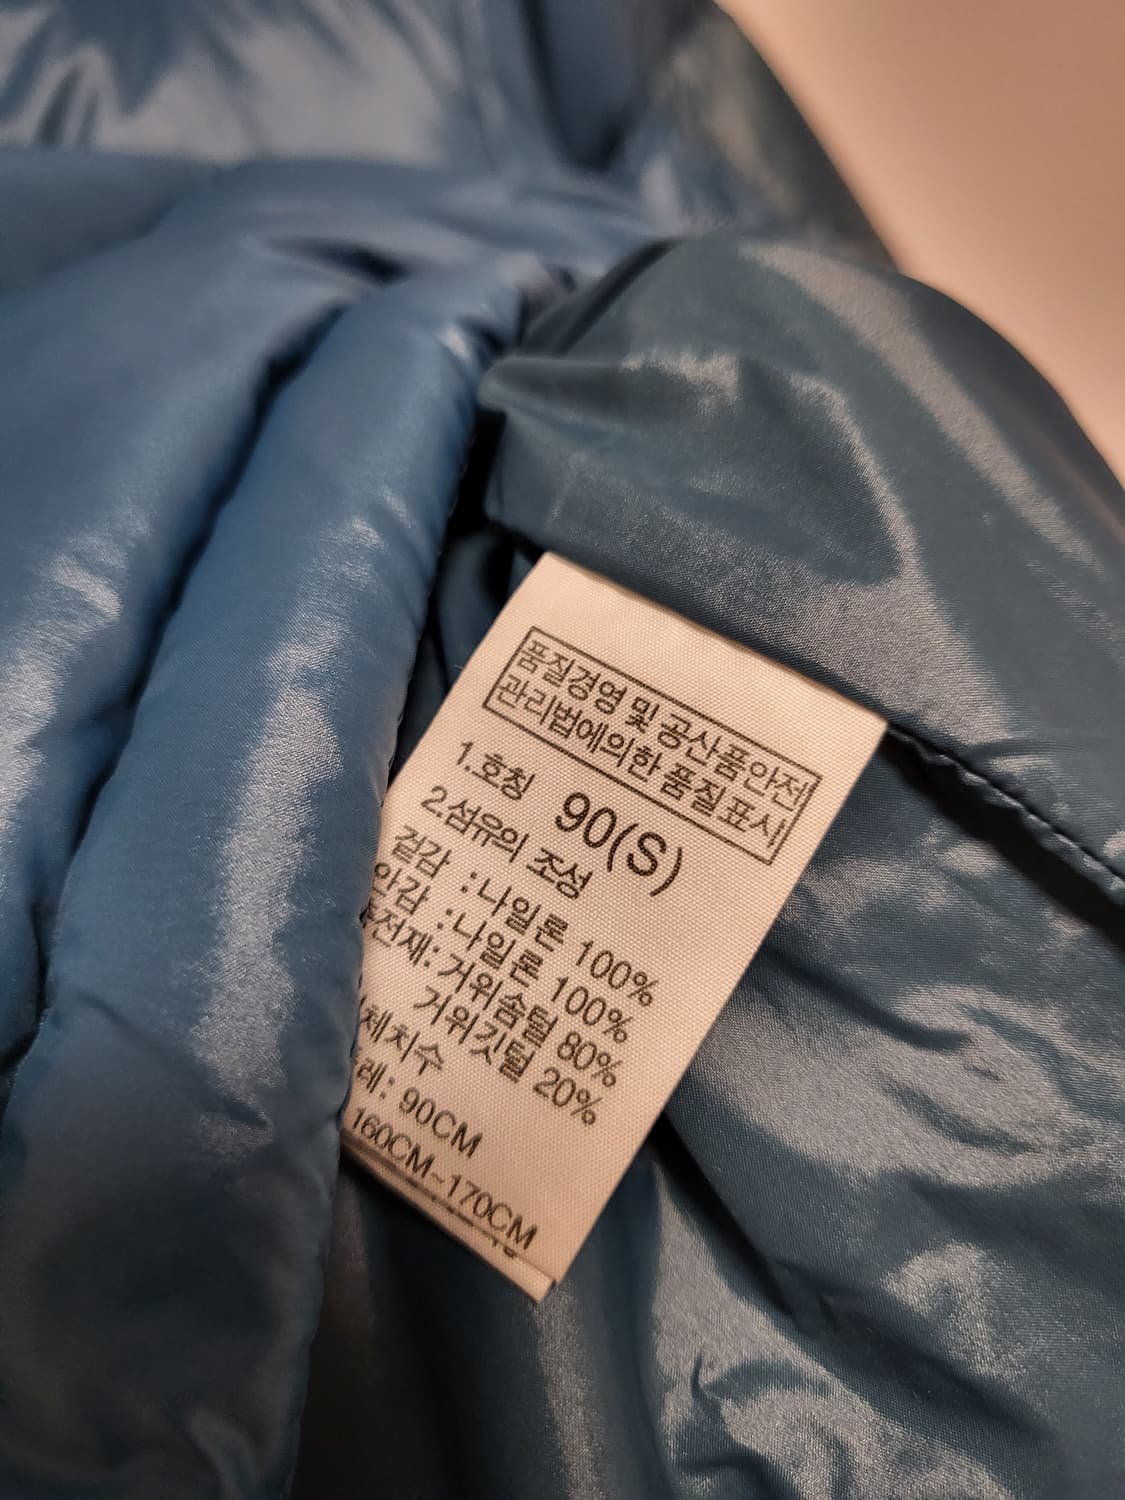 품질경영 및 공산품안전
관리법에의한 품질표시
1.호칭 90(S)
2.섬유의 조성
겉감 :나일론 100%
안감 :나일론 100%
충전재:거위솜털 80%
거위깃털 20%
체치수
레: 90CM
160CM~170CM